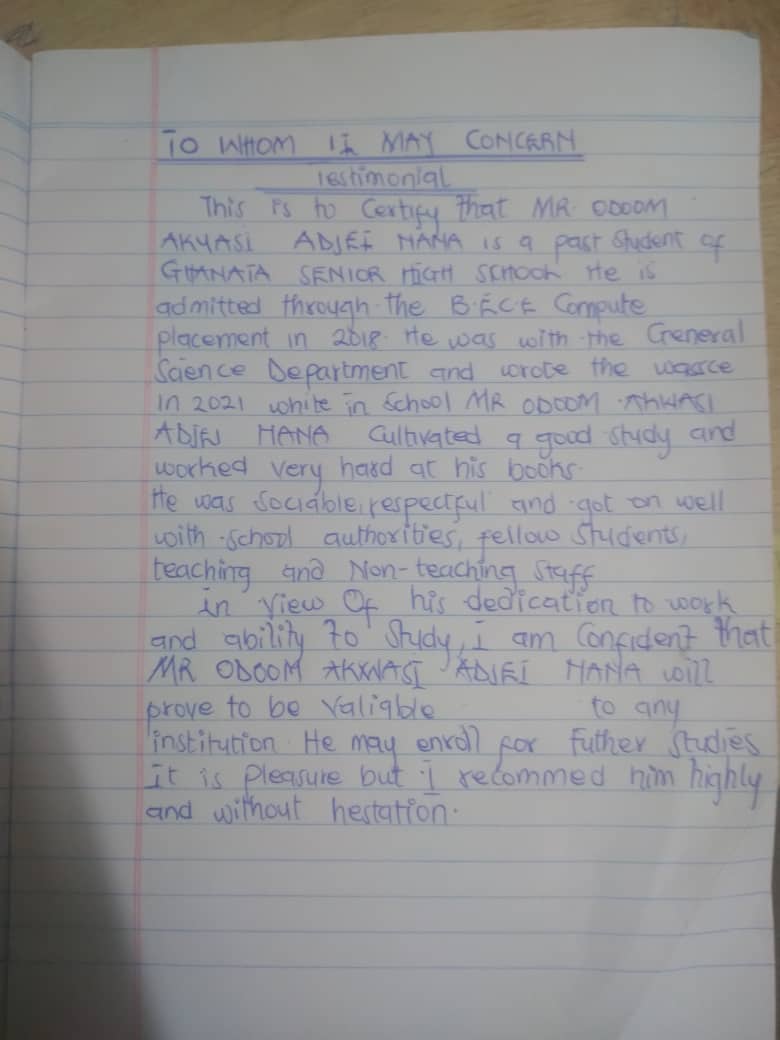 TO WHOM IT MAY CONCERN
Testimonial
This is to Certify that MR ODOOM
AKWASI ADJEI NANA is a past Student of
GHANATA SENIOR HIGH SCHOOL He is
admitted through the B.E.C.E Compute
placement in 2018. He was with the General
Science Department and wrote the wassce
in 2021 white in School MR ODOOM AKWASI
ADJEI NANA Cultivated a good study and
worked very hard at his books.
He was Sociable, respectful and got on well
with school authorities, fellow Students,
teaching and Non-teaching Staff
in view Of his dedication to work
and ability To Study, I am Confident that
MR ODOOM AKWASI ADJEI NANA will
prove to be Valiable to any
institution. He may enroll for Futher Studies
It is Pleasure but I recommed him highly
and without hestation.